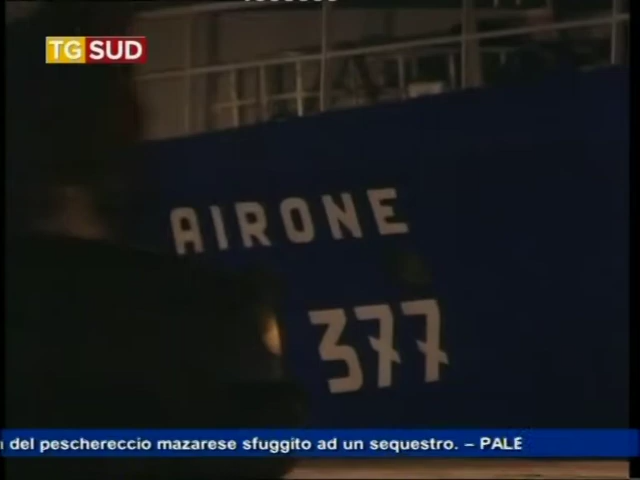 TG SUD
AIRONE
377
del peschereccio mazarese sfuggito ad un sequestro. – PALE